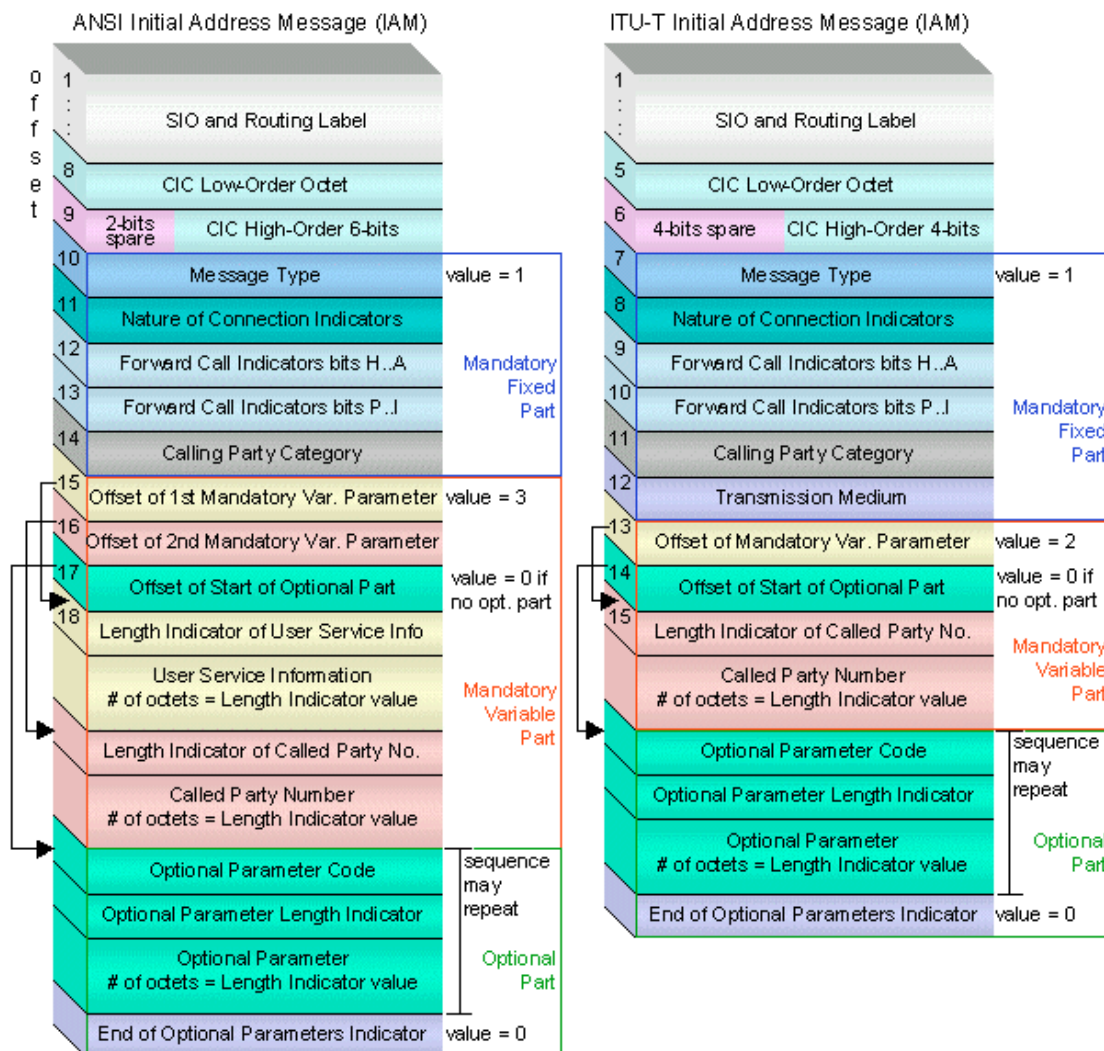 ANSI Initial Address Message (IAM)
offset
1
:
:
SIO and Routing Label
8
CIC Low-Order Octet
9
2-bits
spare
CIC High-Order 6-bits
10
Message Type
value = 1
11
Nature of Connection Indicators
12
Forward Call Indicators bits H..A
13
Forward Call Indicators bits P..I
14
Calling Party Category
Mandatory
Fixed
Part
15
Offset of 1st Mandatory Var. Parameter
value = 3
16
Offset of 2nd Mandatory Var. Parameter
17
Offset of Start of Optional Part
value = 0 if
no opt. part
18
Length Indicator of User Service Info
User Service Information
# of octets = Length Indicator value
Mandatory
Variable
Part
Length Indicator of Called Party No.
Called Party Number
# of octets = Length Indicator value
Optional Parameter Code
sequence
may
repeat
Optional Parameter Length Indicator
Optional Parameter
# of octets = Length Indicator value
Optional
Part
End of Optional Parameters Indicator
value = 0
ITU-T Initial Address Message (IAM)
1
:
:
SIO and Routing Label
5
CIC Low-Order Octet
6
4-bits spare
CIC High-Order 4-bits
7
Message Type
value = 1
8
Nature of Connection Indicators
9
Forward Call Indicators bits H..A
10
Forward Call Indicators bits P..I
11
Calling Party Category
Mandatory
Fixed
Part
12
Transmission Medium
13
Offset of Mandatory Var. Parameter
value = 2
14
Offset of Start of Optional Part
value = 0 if
no opt. part
15
Length Indicator of Called Party No.
Called Party Number
# of octets = Length Indicator value
Mandatory
Variable
Part
Optional Parameter Code
sequence
may
repeat
Optional Parameter Length Indicator
Optional Parameter
# of octets = Length Indicator value
Optional
Part
End of Optional Parameters Indicator
value = 0